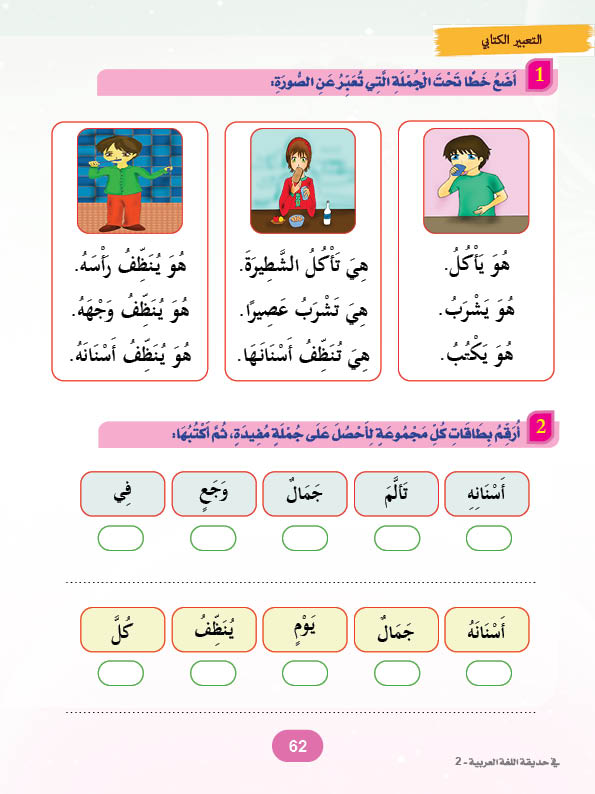 التعبير الكتابي
1 أَضَعُ خَطًّا تَحْتَ الْجُمْلَةِ الَّتِي تُعَبِّرُ عَنِ الصُّورَةِ:
هُوَ يَأْكُلُ.
هُوَ يَشْرَبُ.
هُوَ يَكْتُبُ.
هِيَ تَأْكُلُ الشَّطِيرَةَ.
هِيَ تَشْرَبُ عَصِيرًا.
هِيَ تُنَظِّفُ أَسْنَانَهَا.
هُوَ يُنَظِّفُ رَأْسَهُ.
هُوَ يُنَظِّفُ وَجْهَهُ.
هُوَ يُنَظِّفُ أَسْنَانَهُ.
2 أُرَقِّمُ بِطَاقَاتِ كُلِّ مَجْمُوعَةٍ لِأَحْصُلَ عَلَى جُمْلَةٍ مُفِيدَةٍ، ثُمَّ أَكْتُبُهَا:
أَسْنَانِهِ تَأَلَّمَ جَمَالٌ وَجَعٍ فِي
أَسْنَانَهُ جَمَالٌ يَوْمٍ يُنَظِّفُ كُلَّ
62
في حديقة اللغة العربية - 2